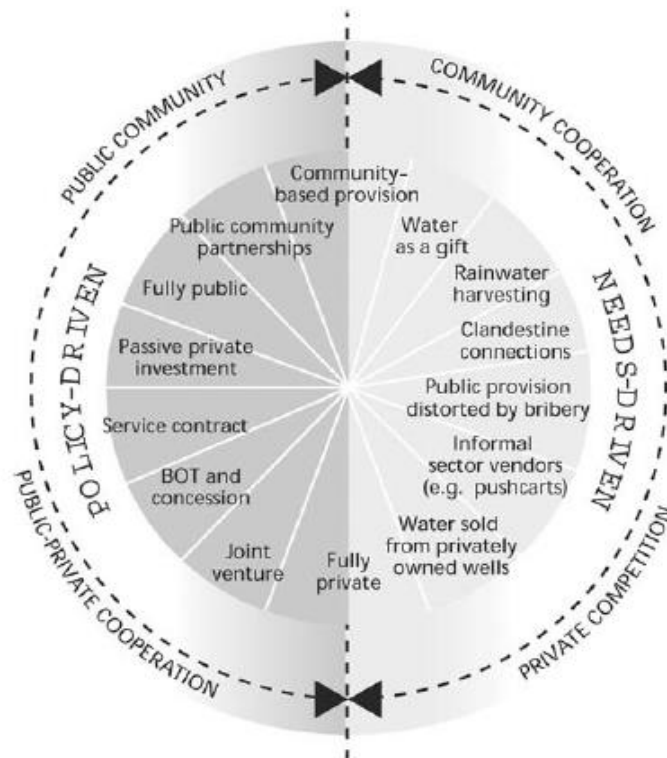 PUBLIC COMMUNITY
COMMUNITY COOPERATION
POLICY-DRIVEN
NEEDS-DRIVEN
PUBLIC-PRIVATE COOPERATION
PRIVATE COMPETITION
Community-
based provision
Public community
partnerships
Fully public
Passive private
investment
Service contract
BOT and
concession
Joint
venture
Fully
private
Water
as a gift
Rainwater
harvesting
Clandestine
connections
Public provision
distorted by bribery
Informal
sector vendors
(e.g. pushcarts)
Water sold
from privately
owned wells